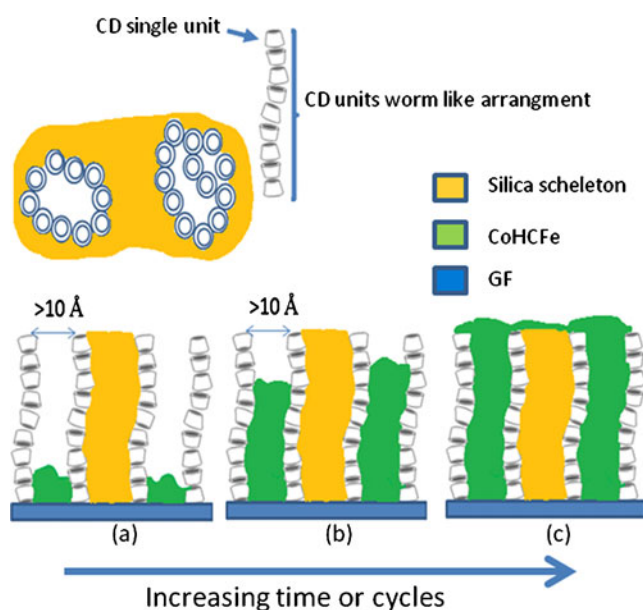 CD single unit
CD units worm like arrangment
Silica scheleton
CoHCFe
GF
>10 Å
>10 Å
(a)
(b)
(c)
Increasing time or cycles